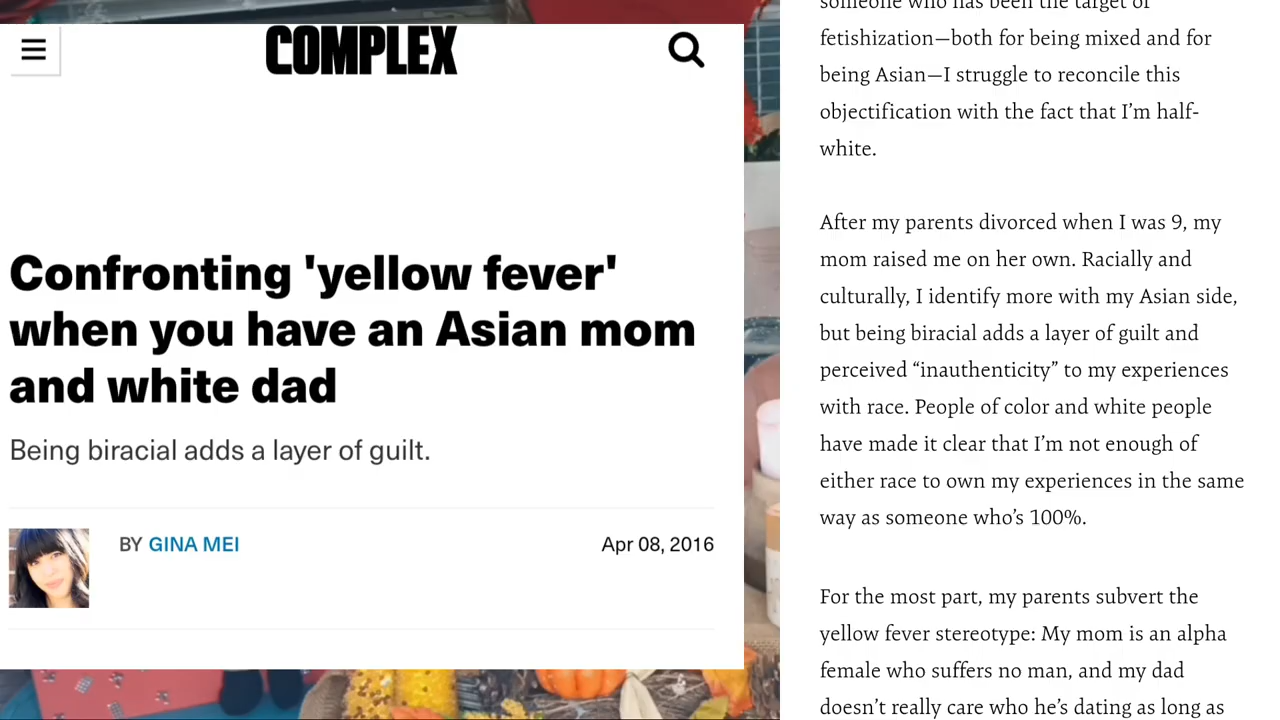 COMPLEX
Confronting 'yellow fever'
when you have an Asian mom
and white dad
Being biracial adds a layer of guilt.
BY GINA MEI
Apr 08, 2016
someone who has been the target of
fetishization—both for being mixed and for
being Asian—I struggle to reconcile this
objectification with the fact that I’m half-
white.
After my parents divorced when I was 9, my
mom raised me on her own. Racially and
culturally, I identify more with my Asian side,
but being biracial adds a layer of guilt and
perceived “inauthenticity” to my experiences
with race. People of color and white people
have made it clear that I’m not enough of
either race to own my experiences in the same
way as someone who’s 100%.
For the most part, my parents subvert the
yellow fever stereotype: My mom is an alpha
female who suffers no man, and my dad
doesn’t really care who he’s dating as long as